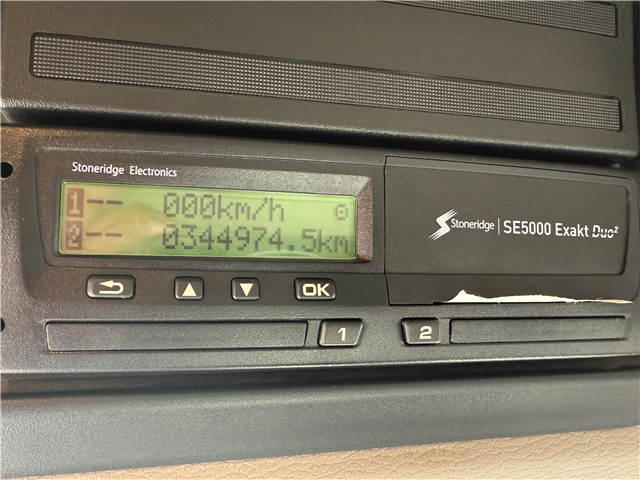 Stoneridge Electronics
1 -- 000km/h
2 -- 0344974.5km
Stoneridge SE5000 Exakt Duo²
OK
1 2